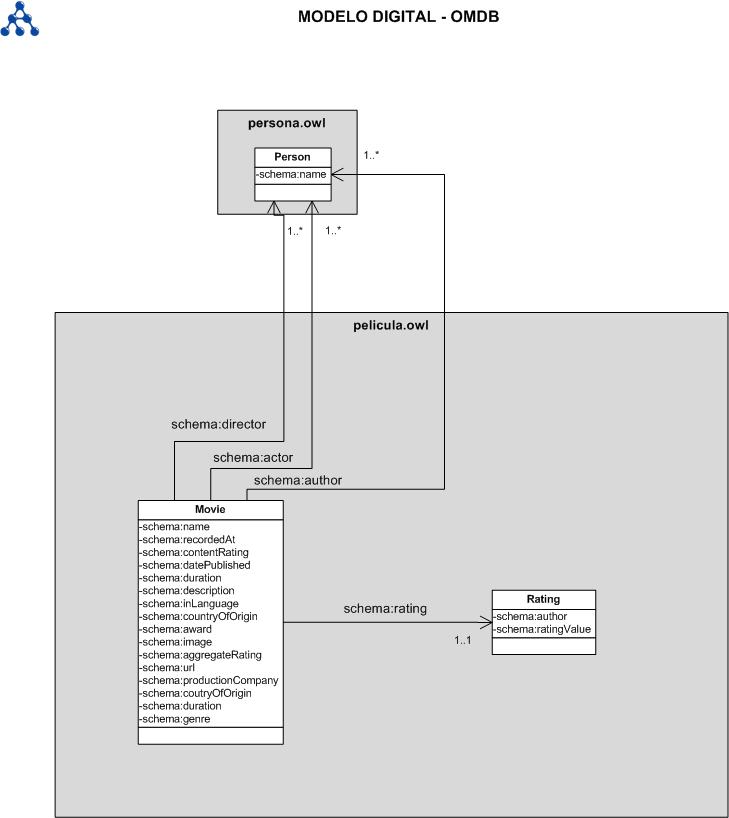 MODELO DIGITAL - OMDB
persona.owl
Person
-schema:name
1..*
1..*
1..*
pelicula.owl
schema:director
schema:actor
schema:author
Movie
-schema:name
-schema:recordedAt
-schema:contentRating
-schema:datePublished
-schema:duration
-schema:description
-schema:inLanguage
-schema:countryOfOrigin
-schema:award
-schema:image
-schema:aggregateRating
-schema:url
-schema:productionCompany
-schema:coutryOfOrigin
-schema:duration
-schema:genre
schema:rating
1..1
Rating
-schema:author
-schema:ratingValue